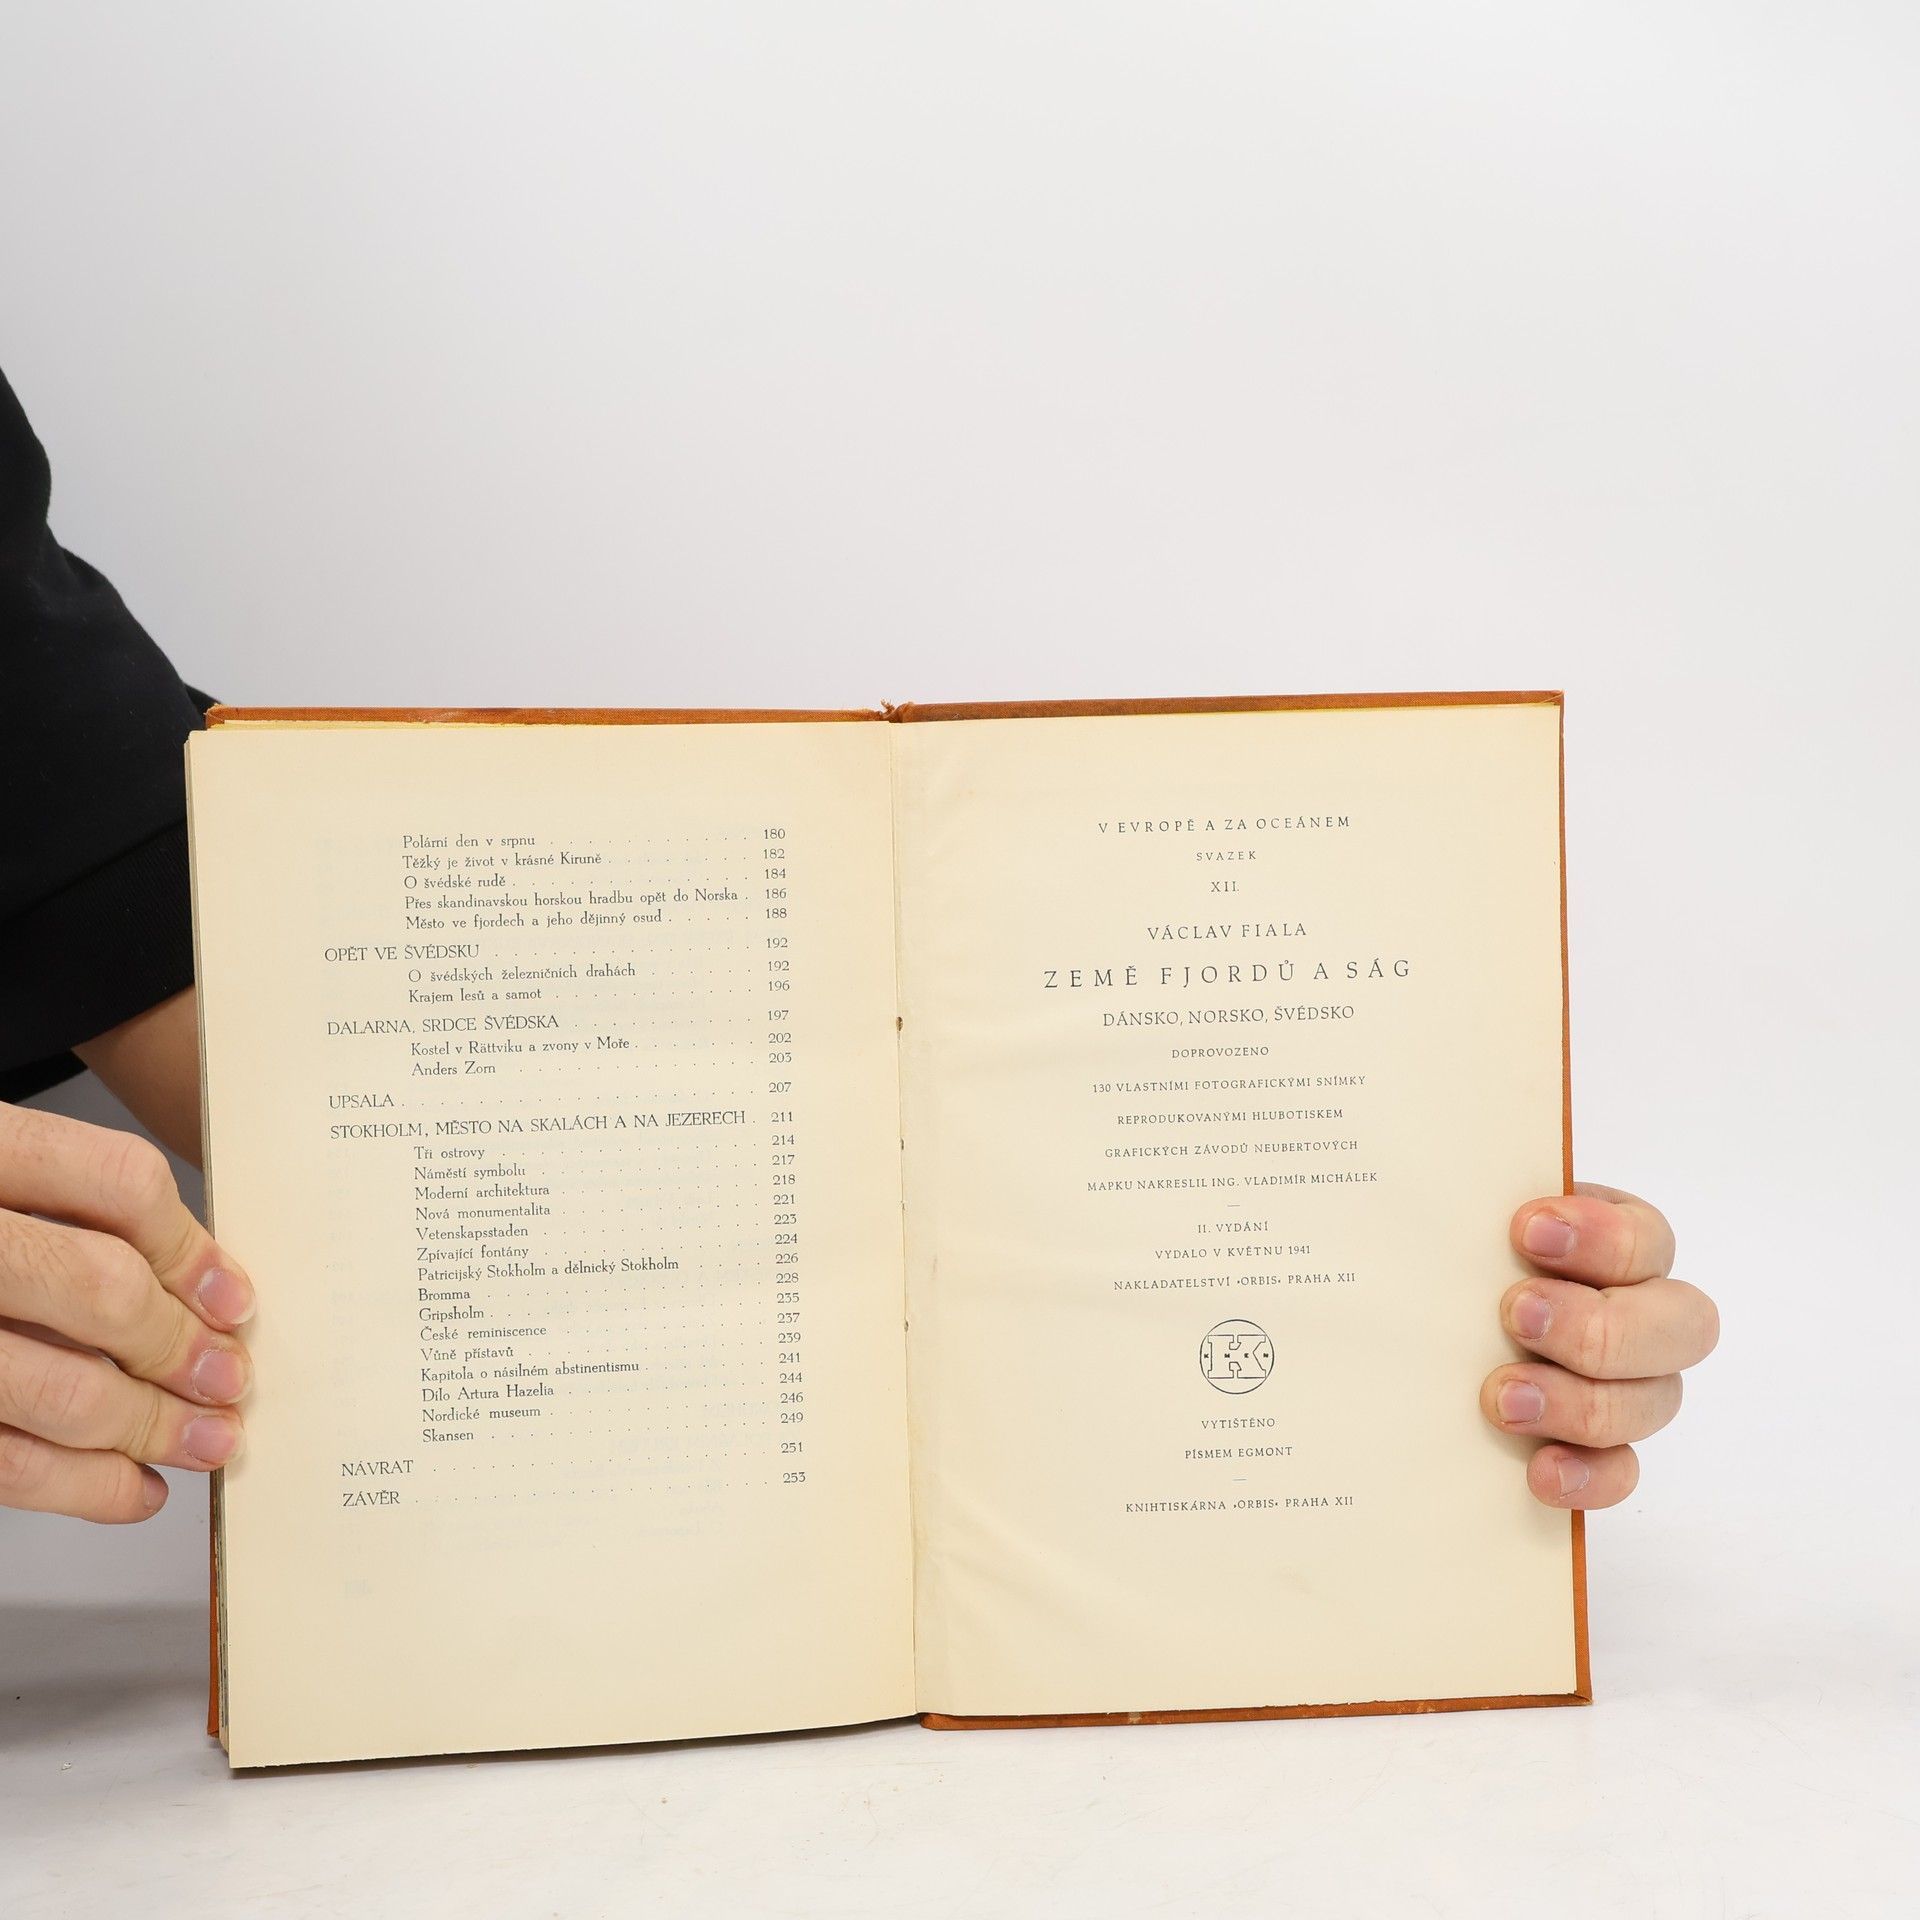 Polární den v srpnu . . . . . . . . . . . 180
Těžký je život v krásné Kiruně . . . . . . . . 182
O švédské rudě . . . . . . . . . . . . . 184
Přes skandinavskou horskou hradbu opět do Norska . 186
Město ve fjordech a jeho dějinný osud . . . . . 188
OPĚT VE ŠVÉDSKU . . . . . . . . . . 192
O švédských železničních drahách . . . . . 192
Krajem lesů a samot . . . . . . . . . . 196
DALARNA, SRDCE ŠVÉDSKA . . . . . . . 197
Kostel v Rättviku a zvony v Moře . . . . . . . 202
Anders Zorn . . . . . . . . . . . 203
UPSALA . . . . . . . . . . . . . . . . 207
STOKHOLM, MĚSTO NA SKALÁCH A NA JEZERECH . 211
Tři ostrovy . . . . . . . . . . . . 214
Náměstí symbolu . . . . . . . . . . 217
Moderní architektura . . . . . . . . . . 218
Nová monumentalita . . . . . . . . . . 221
Vetenskapsstaden . . . . . . . . . . . 223
Zpívající fontány . . . . . . . . . . . 224
Patricijský Stokholm a dělnický Stokholm . . . . 226
Bromma . . . . . . . . . . . . . 228
Gripsholm . . . . . . . . . . . . . 235
České reminiscence . . . . . . . . . . 237
Vůně přístavů . . . . . . . . . . . 239
Kapitola o násilném abstinentismu . . . . . . 241
Dílo Artura Hazelia . . . . . . . . . . 244
Nordické museum . . . . . . . . . . . 246
Skansen . . . . . . . . . . . . . 249
NÁVRAT . . . . . . . . . . . . . . . 251
ZÁVĚR . . . . . . . . . . . . . . . . 253
V EVROPĚ A ZA OCEÁNEM
SVAZEK
XII.
VÁCLAV FIALA
ZEMĚ FJORDŮ A SÁG
DÁNSKO, NORSKO, ŠVÉDSKO
DOPROVOZENO
130 VLASTNÍMI FOTOGRAFICKÝMI SNÍMKY
REPRODUKOVANÝMI HLUBOTISKEM
GRAFICKÝCH ZÁVODŮ NEUBERTOVÝCH
MAPKU NAKRESLIL ING. VLADIMÍR MICHÁLEK
—
II. VYDÁNÍ
VYDALO V KVĚTNU 1941
NAKLADATELSTVÍ »ORBIS« PRAHA XII
K
VYTIŠTĚNO
PÍSMEM EGMONT
—
KNIHTISKÁRNA »ORBIS« PRAHA XII